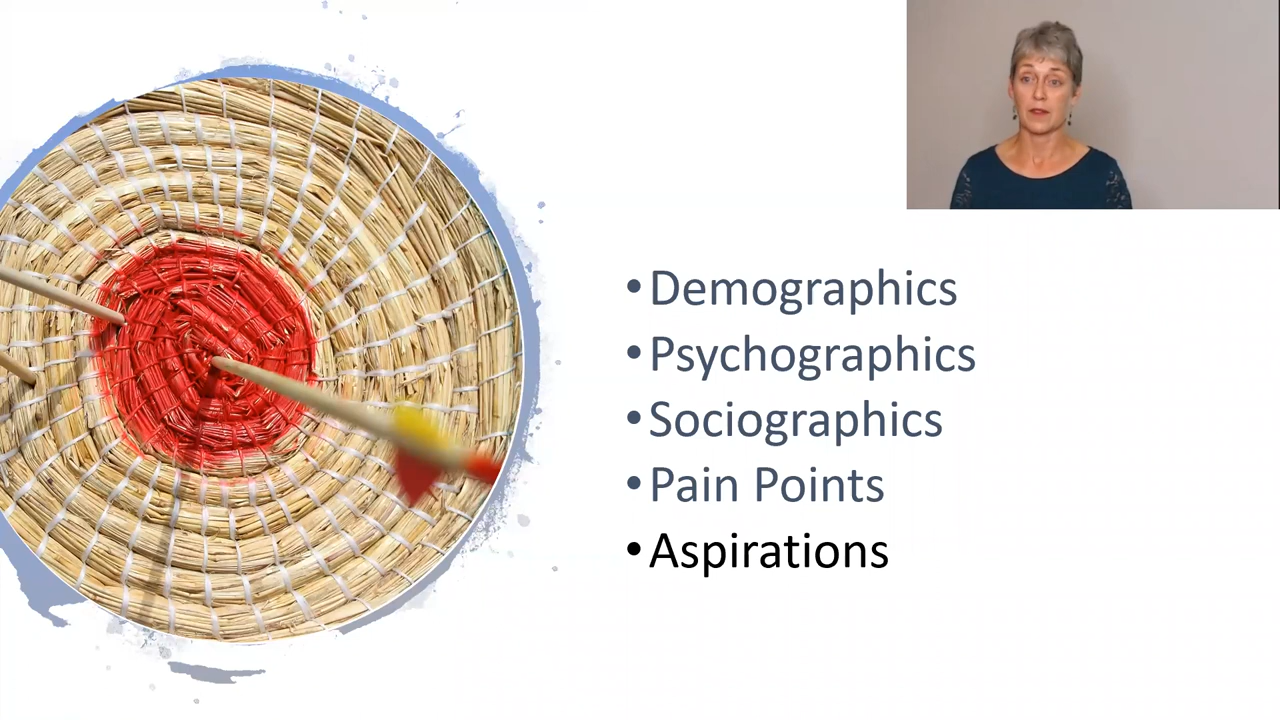 • Demographics
• Psychographics
• Sociographics
• Pain Points
• Aspirations